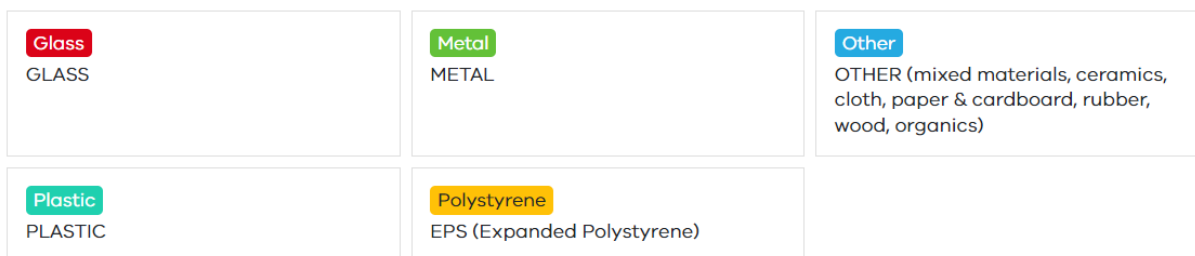 Glass
GLASS
Metal
METAL
Other
OTHER (mixed materials, ceramics,
cloth, paper & cardboard, rubber,
wood, organics)
Plastic
PLASTIC
Polystyrene
EPS (Expanded Polystyrene)